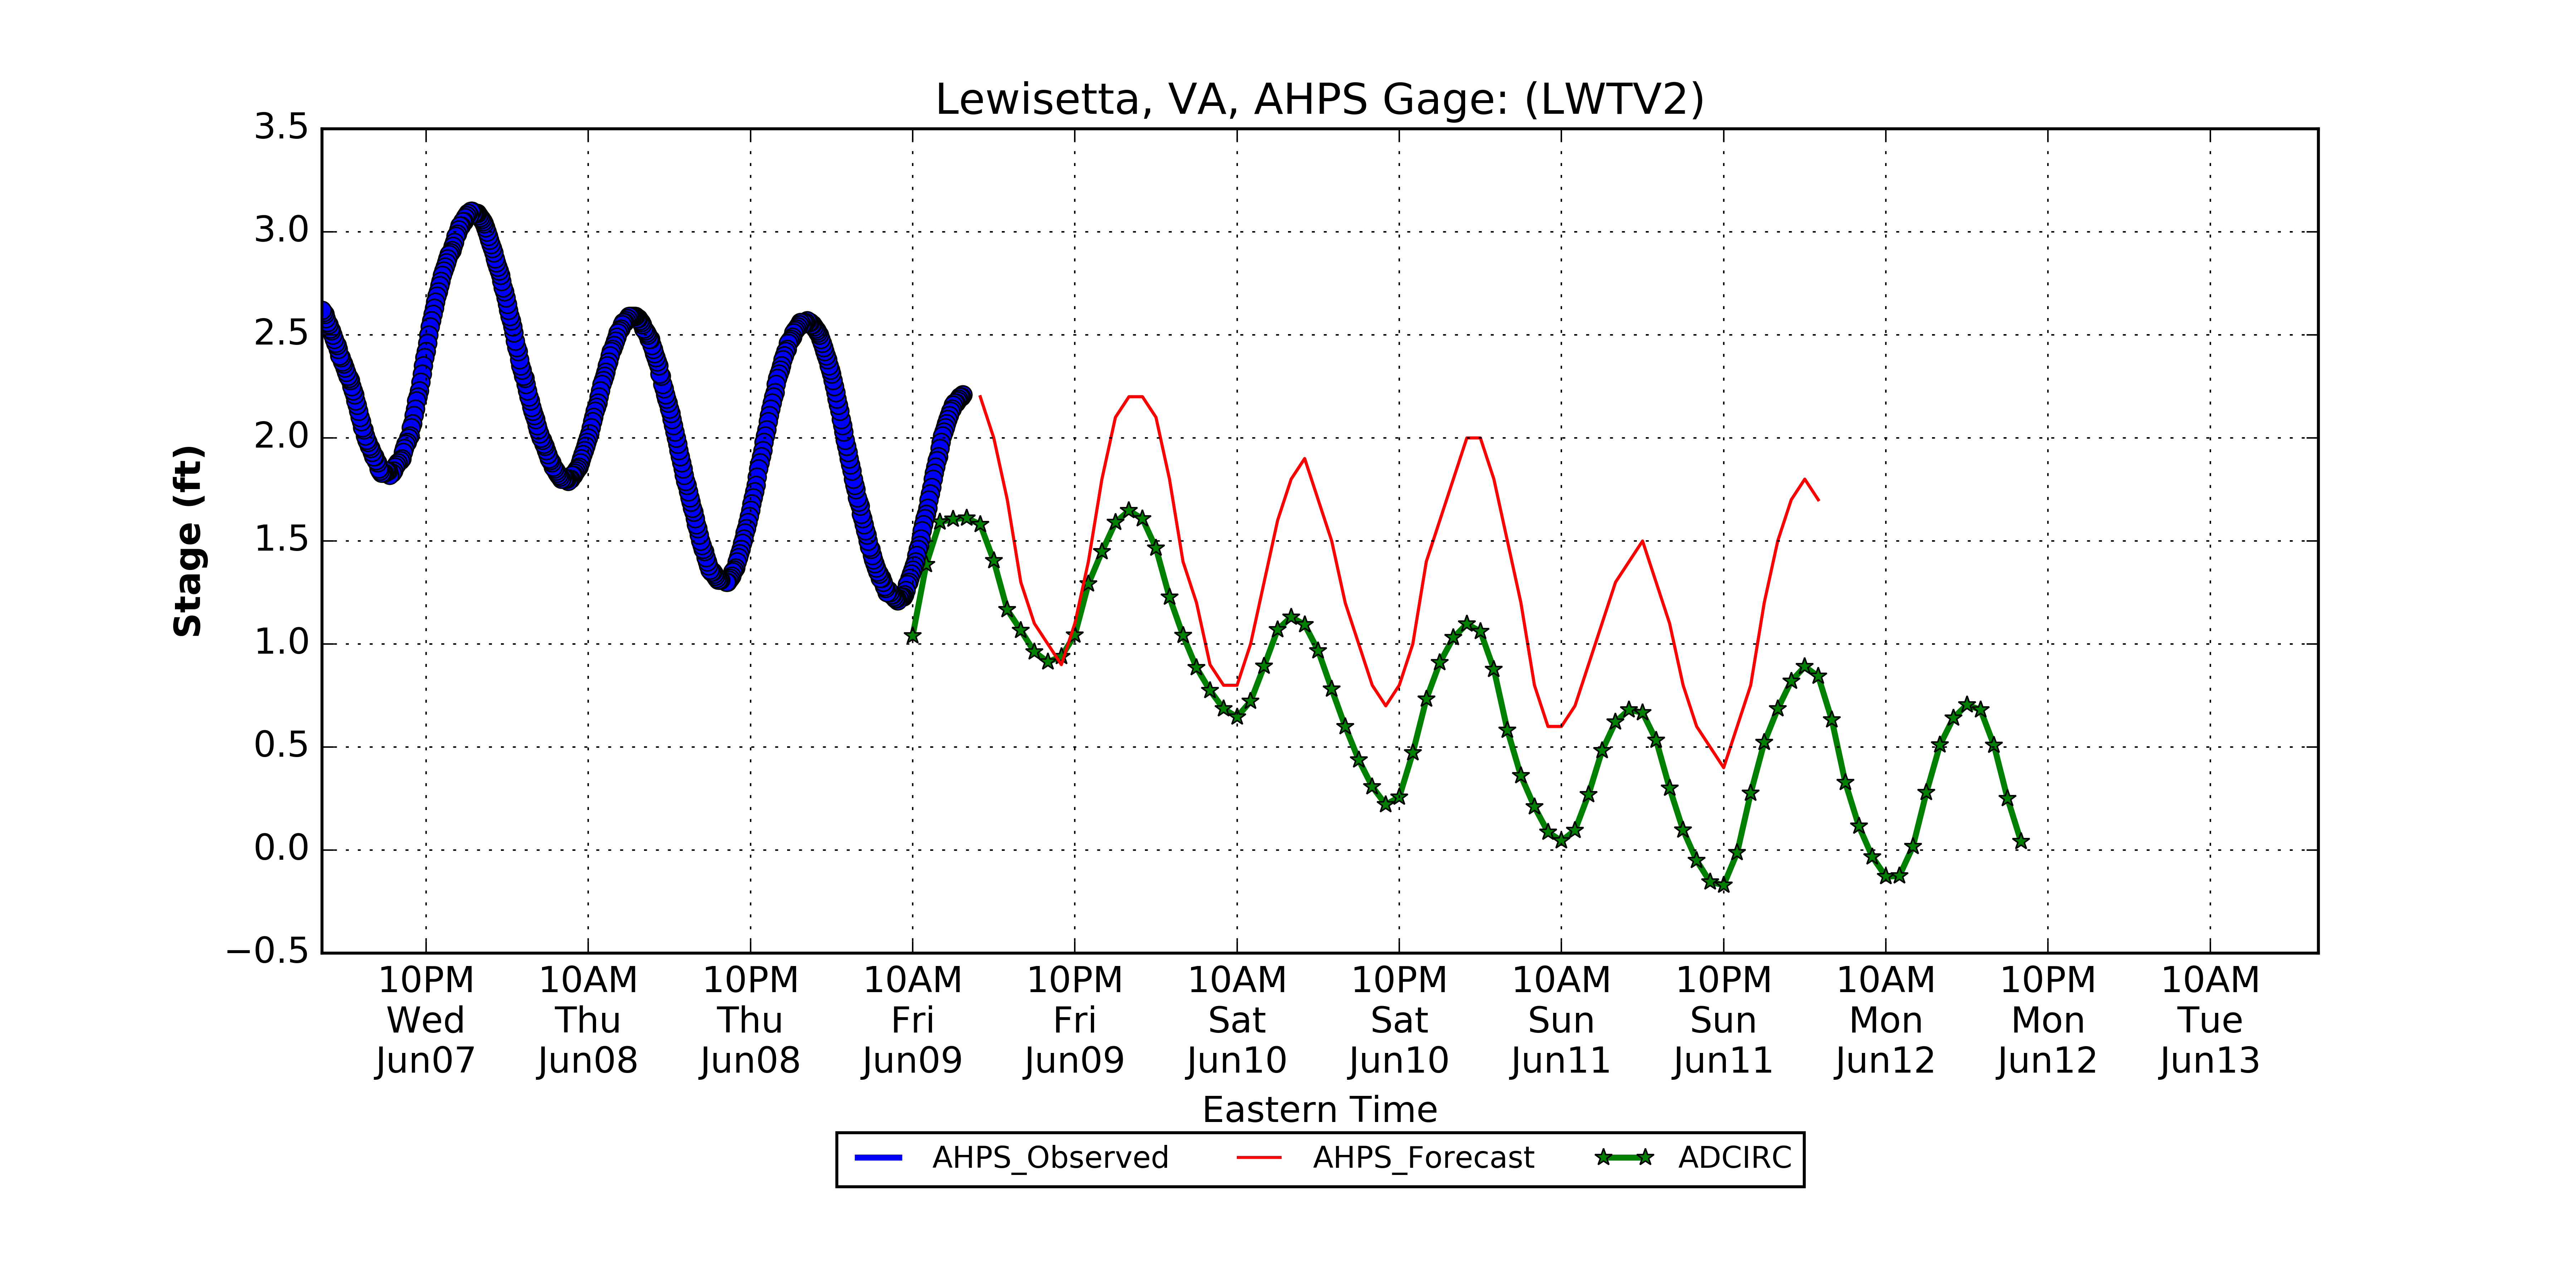 Lewisetta, VA, AHPS Gage: (LWTV2)
3.5
3.0
2.5
2.0
1.5
1.0
0.5
0.0
−0.5
Stage (ft)
10PM 10AM 10PM 10AM 10PM 10AM 10PM 10AM 10PM 10AM 10PM 10AM
Wed Thu Thu Fri Fri Sat Sat Sun Sun Mon Mon Tue
Jun07 Jun08 Jun08 Jun09 Jun09 Jun10 Jun10 Jun11 Jun11 Jun12 Jun12 Jun13
Eastern Time
AHPS_Observed AHPS_Forecast ADCIRC